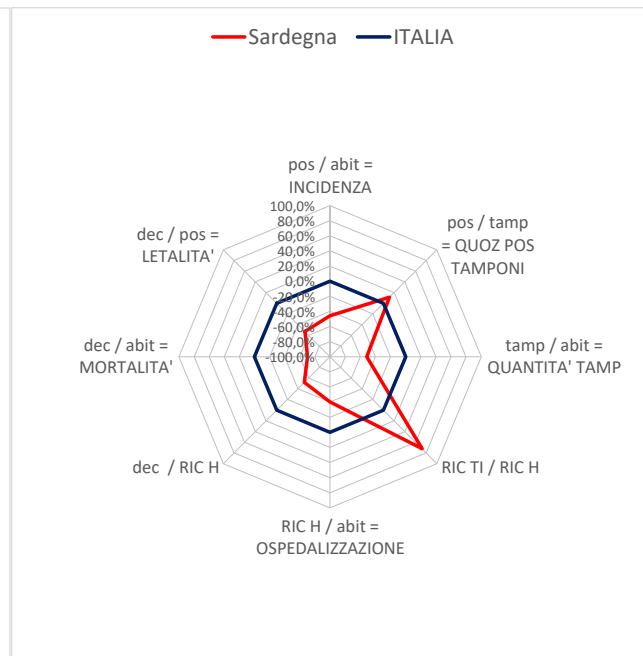 Sardegna ITALIA
pos / abit =
INCIDENZA
pos / tamp
= QUOZ POS
TAMPONI
tamp / abit =
QUANTITA' TAMP
RIC TI / RIC H
RIC H / abit =
OSPEDALIZZAZIONE
dec / RIC H
dec / abit =
MORTALITA'
dec / pos =
LETALITA'
100,0%
80,0%
60,0%
40,0%
20,0%
0,0%
-20,0%
-40,0%
-60,0%
-80,0%
-100,0%